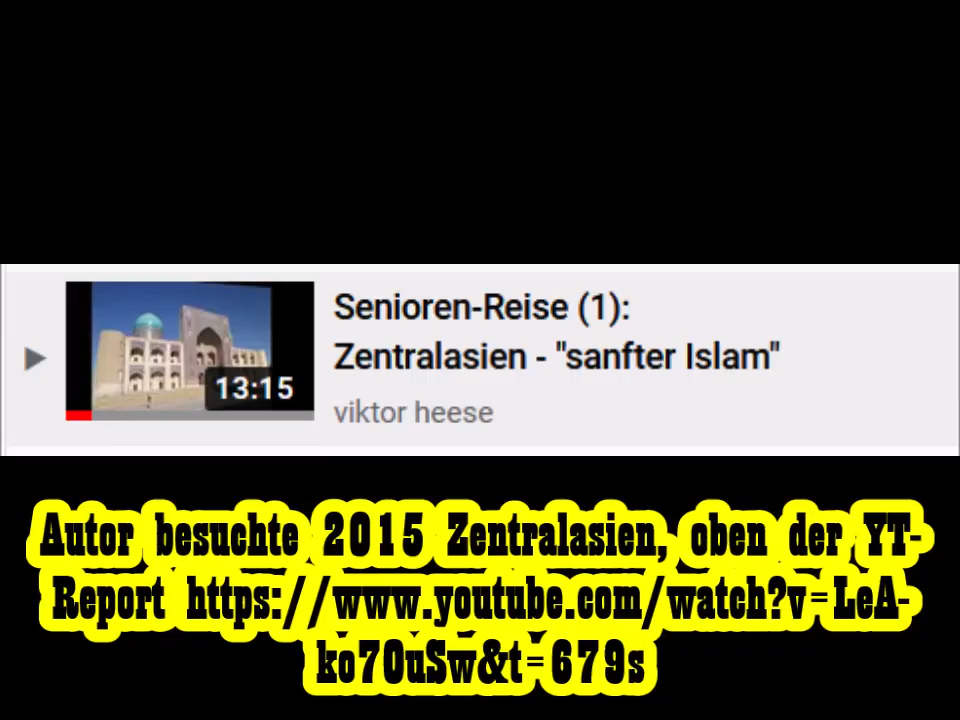 Senioren-Reise (1):
Zentralasien - "sanfter Islam"
13:15
viktor heese
Autor besuchte 2015 Zentralasien, oben der YT-
Report https://www.youtube.com/watch?v=LeA-
ko70uSw&t=679s